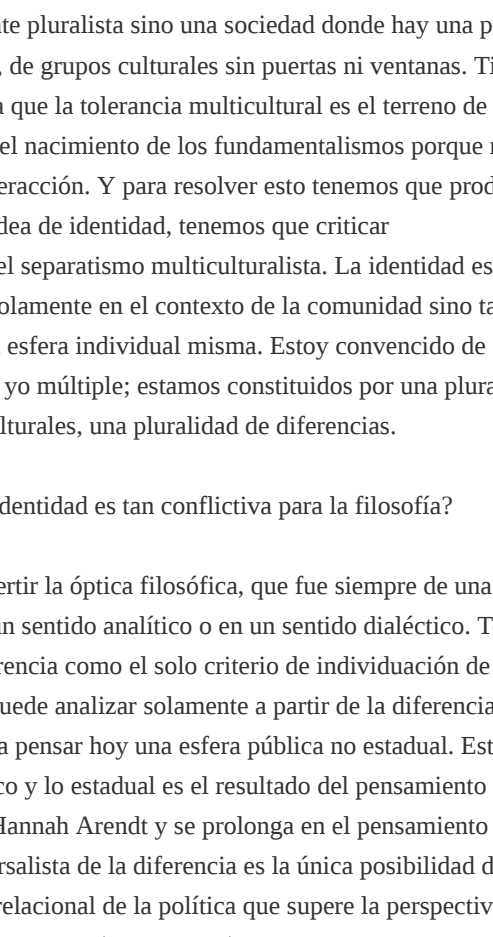 te pluralista sino una sociedad donde hay una p
, de grupos culturales sin puertas ni ventanas. Ti
a que la tolerancia multicultural es el terreno de
el nacimiento de los fundamentalismos porque
eracción. Y para resolver esto tenemos que prod
dea de identidad, tenemos que criticar
el separatismo multiculturalista. La identidad es
olamente en el contexto de la comunidad sino ta
esfera individual misma. Estoy convencido de
yo múltiple; estamos constituidos por una plura
lturales, una pluralidad de diferencias.
dentidad es tan conflictiva para la filosofía?
ertir la óptica filosófica, que fue siempre de una
un sentido analítico o en un sentido dialéctico. T
rencia como el solo criterio de individuación de
puede analizar solamente a partir de la diferencia
a pensar hoy una esfera pública no estadual. Est
co y lo estadual es el resultado del pensamiento
Hannah Arendt y se prolonga en el pensamiento
rsalista de la diferencia es la única posibilidad d
relacional de la política que supere la perspectiv